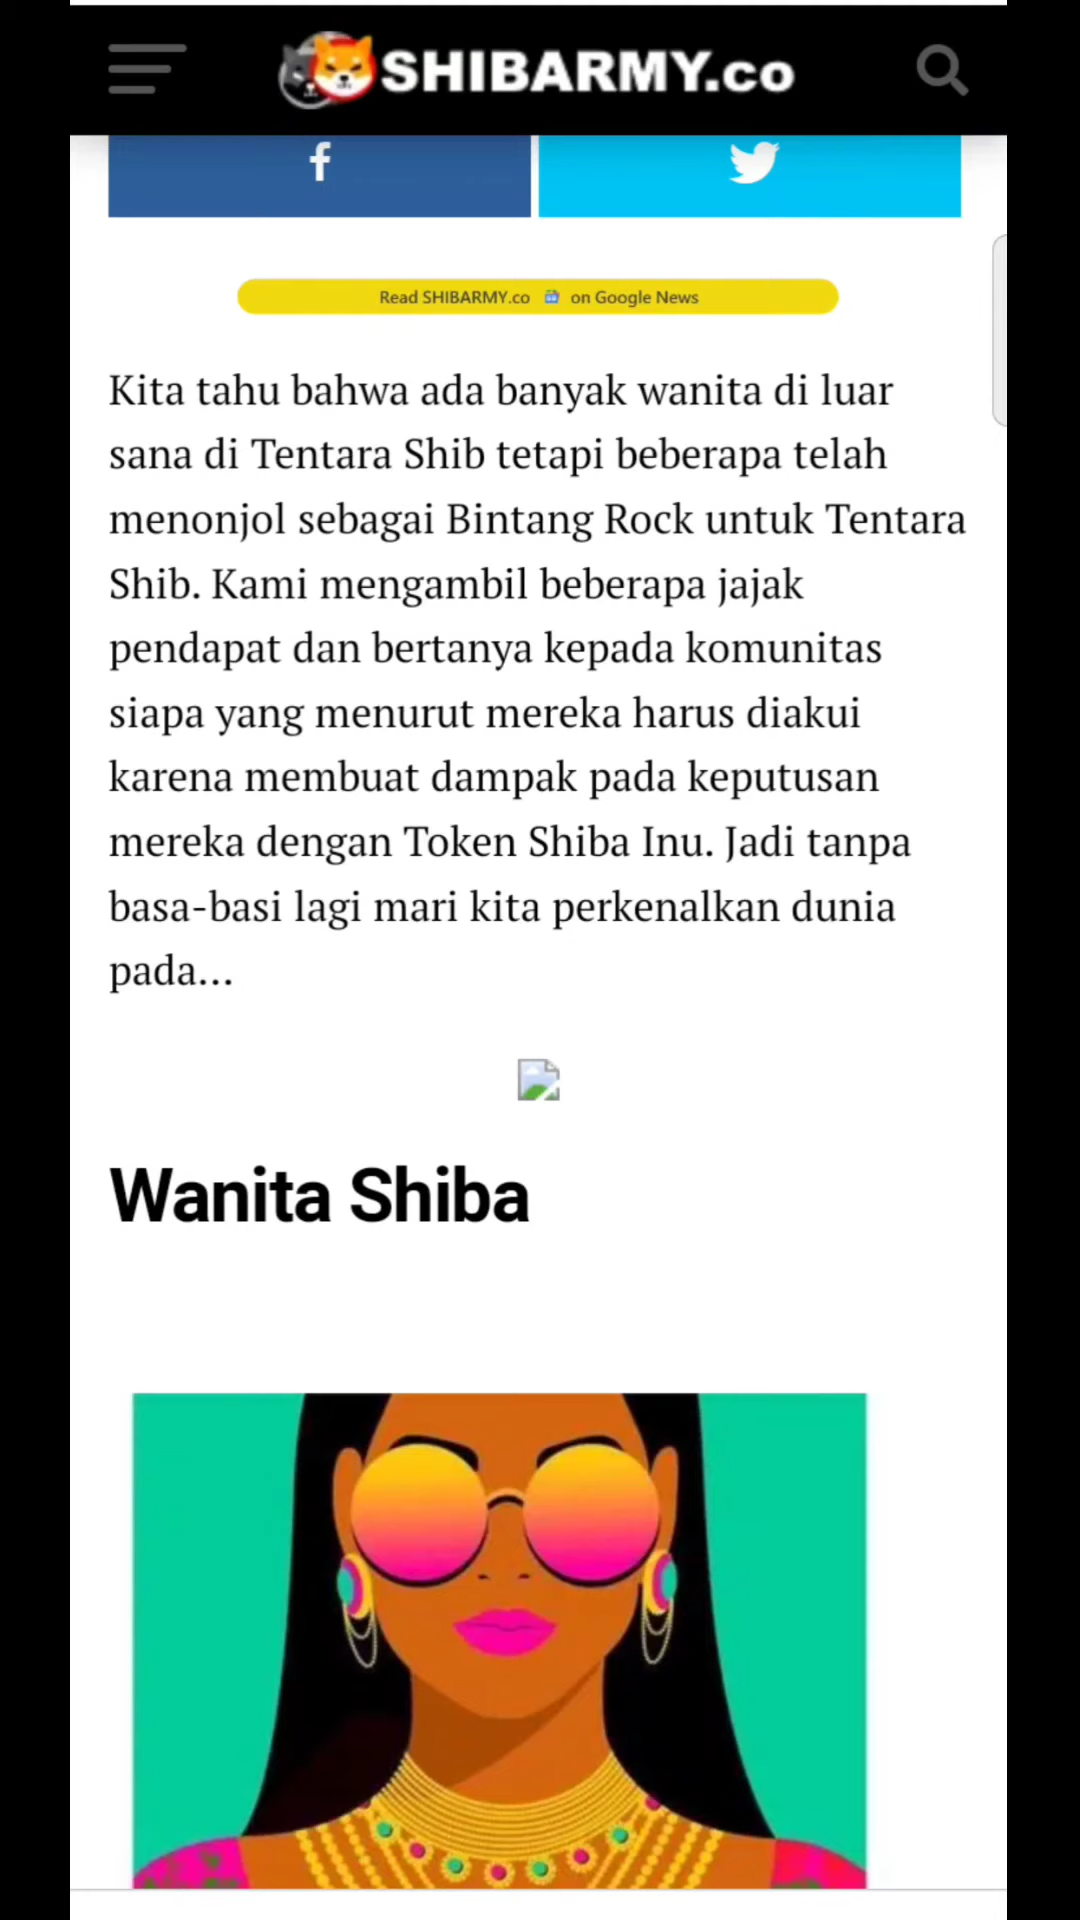 SHIBARMY.co
f
Read SHIBARMY.co on Google News
Kita tahu bahwa ada banyak wanita di luar
sana di Tentara Shib tetapi beberapa telah
menonjol sebagai Bintang Rock untuk Tentara
Shib. Kami mengambil beberapa jajak
pendapat dan bertanya kepada komunitas
siapa yang menurut mereka harus diakui
karena membuat dampak pada keputusan
mereka dengan Token Shiba Inu. Jadi tanpa
basa-basi lagi mari kita perkenalkan dunia
pada...
Wanita Shiba